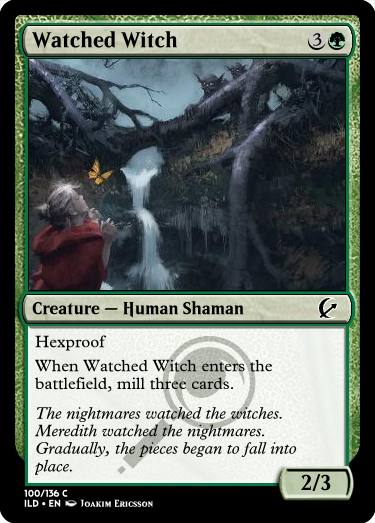 Watched Witch 3
Creature — Human Shaman
Hexproof
When Watched Witch enters the
battlefield, mill three cards.
The nightmares watched the witches.
Meredith watched the nightmares.
Gradually, the pieces began to fall into
place.
2/3
100/136 C
ILD • EN Joakim Ericsson